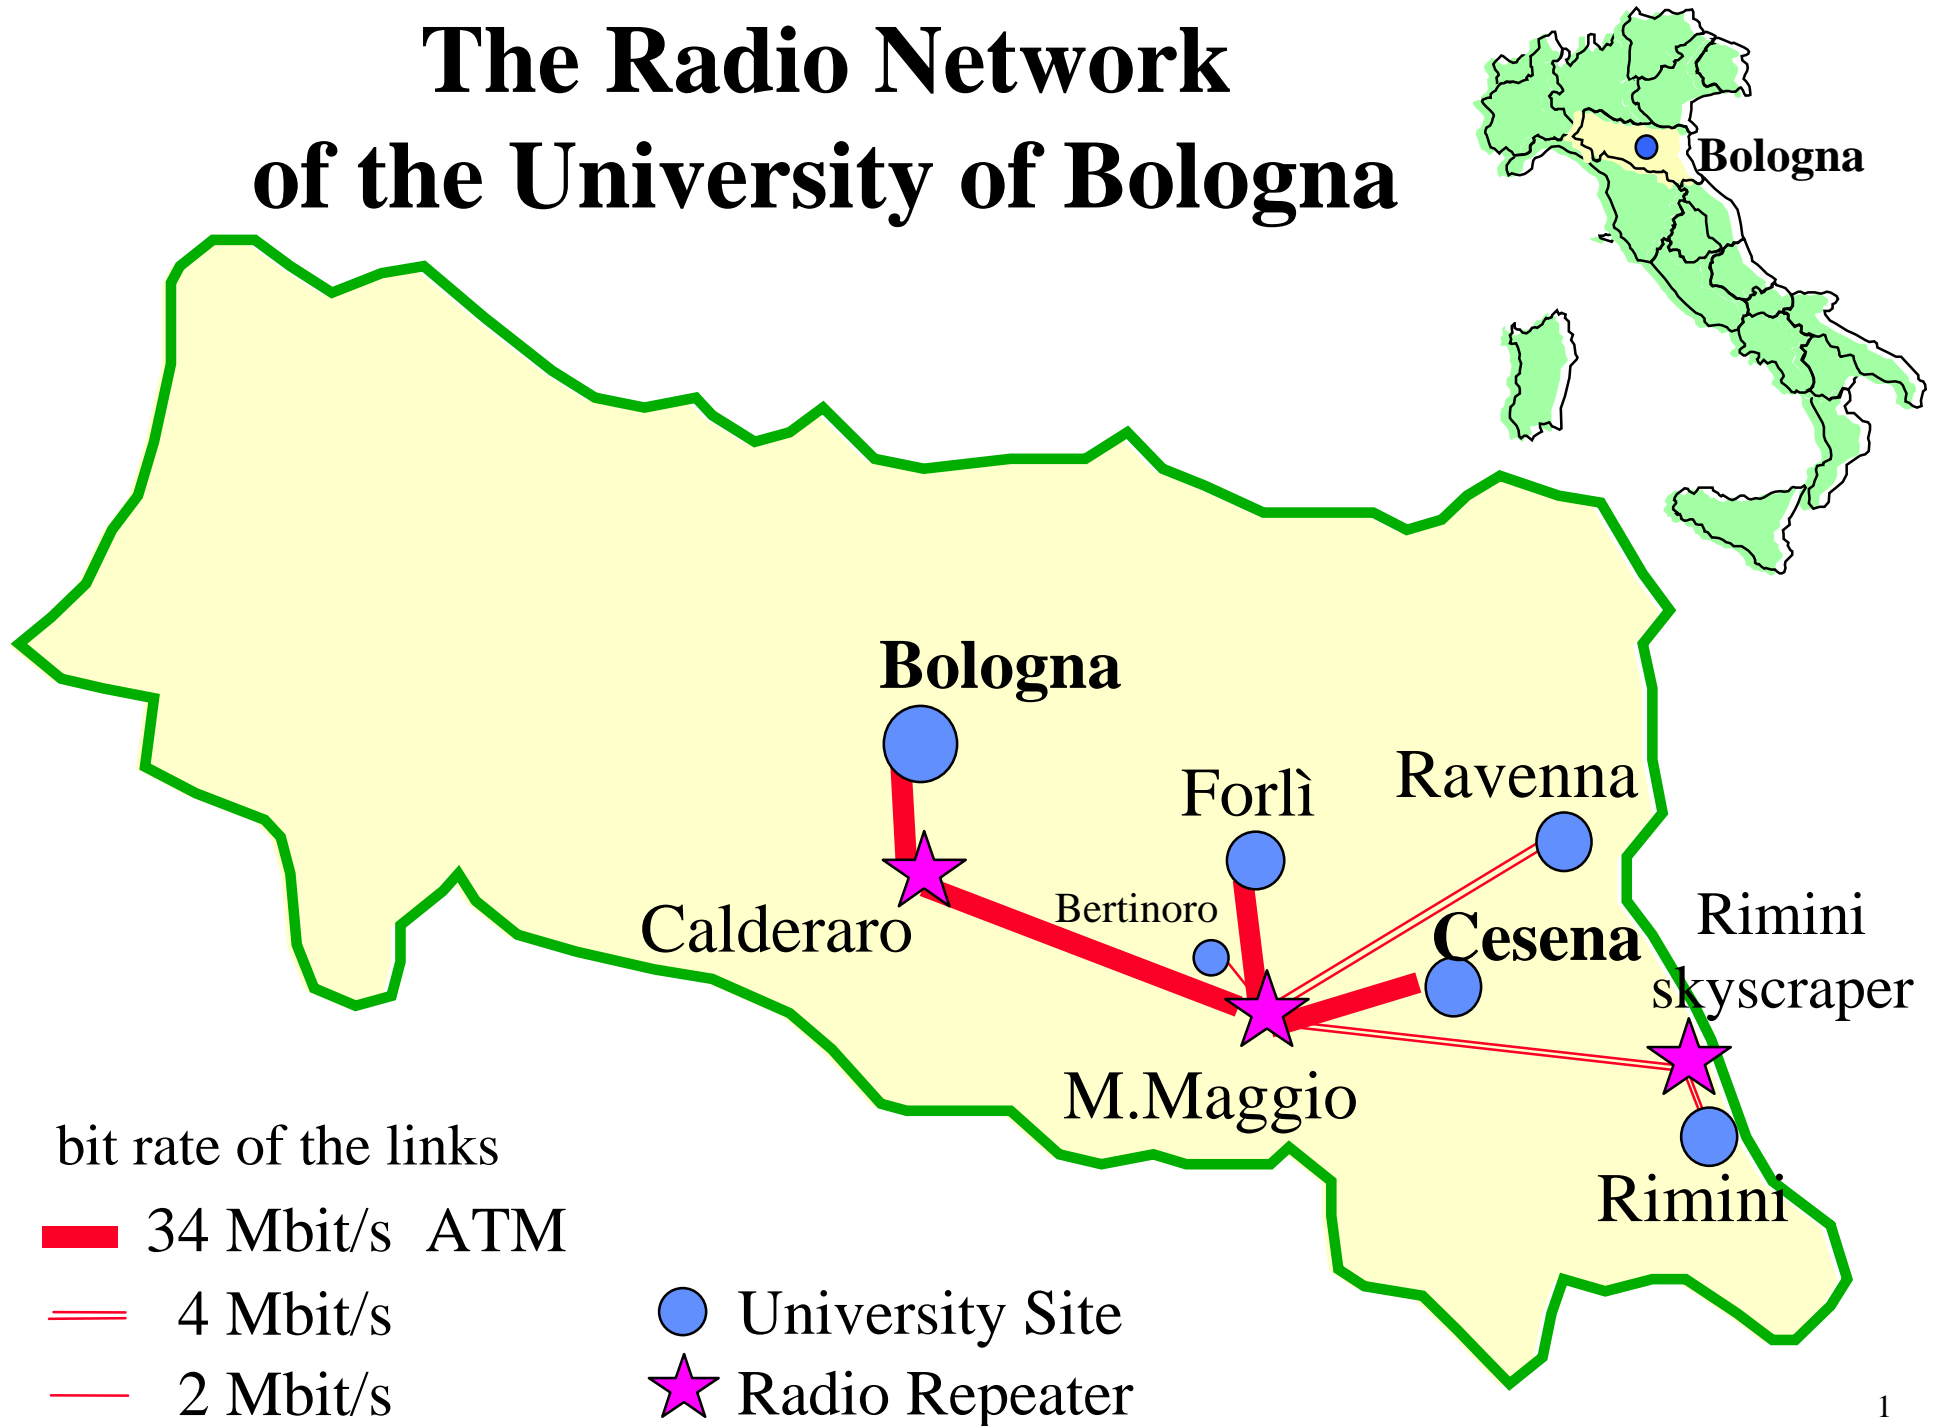 The Radio Network
of the University of Bologna
Bologna
Bologna
Forlì
Ravenna
Bertinoro
Calderaro
Cesena
Rimini
skyscraper
M.Maggio
Rimini
bit rate of the links
34 Mbit/s ATM
4 Mbit/s
2 Mbit/s
University Site
Radio Repeater
1